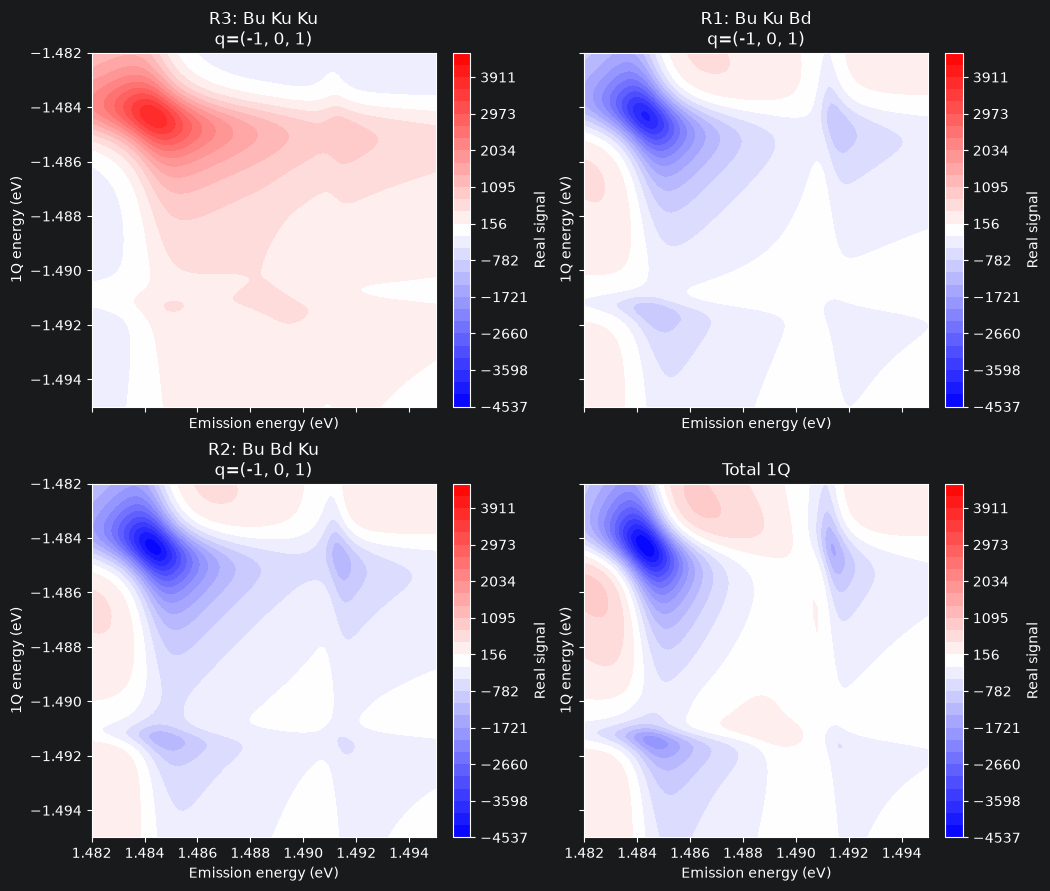 R3: Bu Ku Ku
q=(-1, 0, 1)
−1.482
−1.484
−1.486
−1.488
−1.490
−1.492
−1.494
1Q energy (eV)
Emission energy (eV)
3911
2973
2034
1095
156
−782
−1721
−2660
−3598
−4537
Real signal
R1: Bu Ku Bd
q=(-1, 0, 1)
1Q energy (eV)
Emission energy (eV)
3911
2973
2034
1095
156
−782
−1721
−2660
−3598
−4537
Real signal
R2: Bu Bd Ku
q=(-1, 0, 1)
−1.482
−1.484
−1.486
−1.488
−1.490
−1.492
−1.494
1Q energy (eV)
1.482 1.484 1.486 1.488 1.490 1.492 1.494
Emission energy (eV)
3911
2973
2034
1095
156
−782
−1721
−2660
−3598
−4537
Real signal
Total 1Q
1Q energy (eV)
1.482 1.484 1.486 1.488 1.490 1.492 1.494
Emission energy (eV)
3911
2973
2034
1095
156
−782
−1721
−2660
−3598
−4537
Real signal